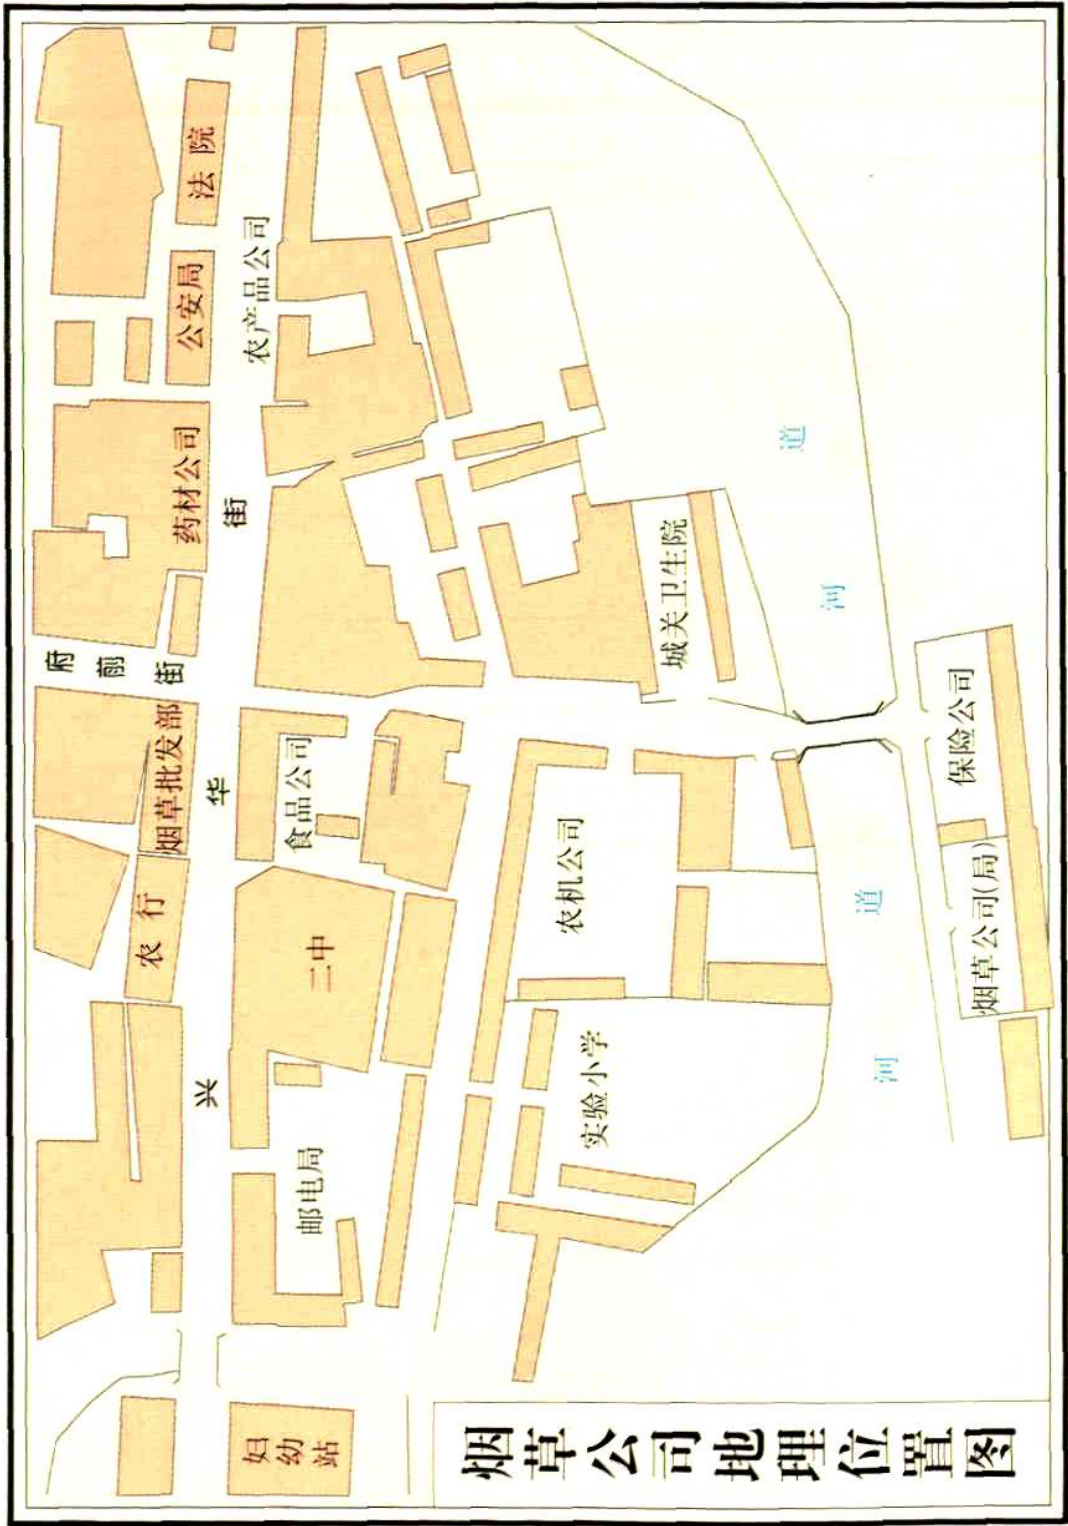 烟草公司地理位置图
妇幼站
邮电局
二中
食品公司
兴华街
农行
烟草批发部
府前街
药材公司
公安局
法院
农产品公司
实验小学
农机公司
城关卫生院
河道
河道
烟草公司(局)
保险公司